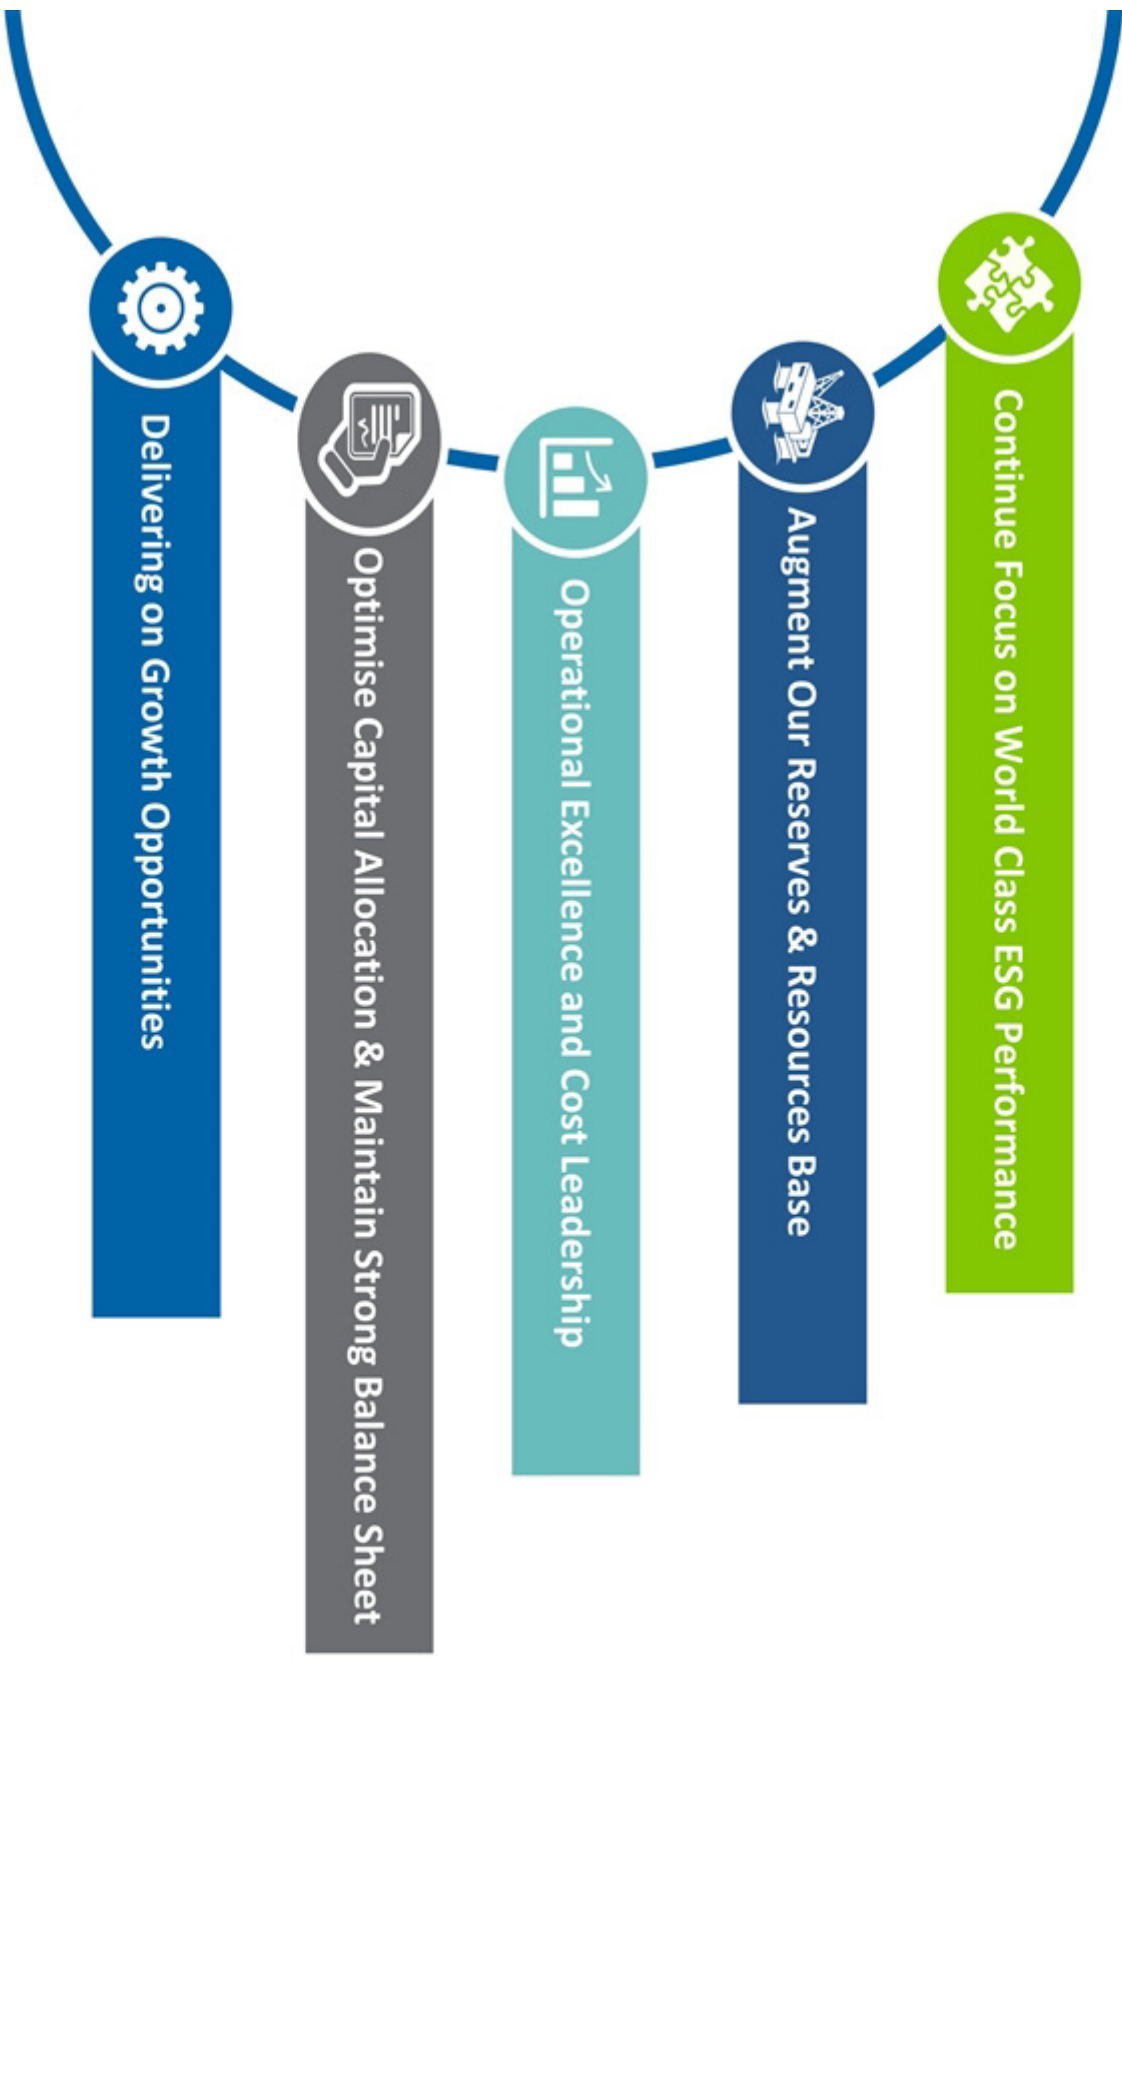 Continue Focus on World Class ESG Performance
Augment Our Reserves & Resources Base
Operational Excellence and Cost Leadership
Optimise Capital Allocation & Maintain Strong Balance Sheet
Delivering on Growth Opportunities